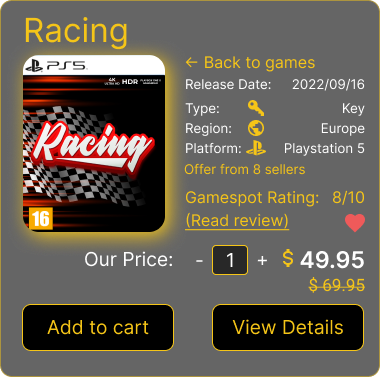 Racing
PS5
4K HDR
Racing
16
← Back to games
Release Date: 2022/09/16
Type: Key
Region: Europe
Platform: Playstation 5
Offer from 8 sellers
Gamespot Rating: 8/10
(Read review)
Our Price: - 1 + $ 49.95
$ 69.95
Add to cart
View Details